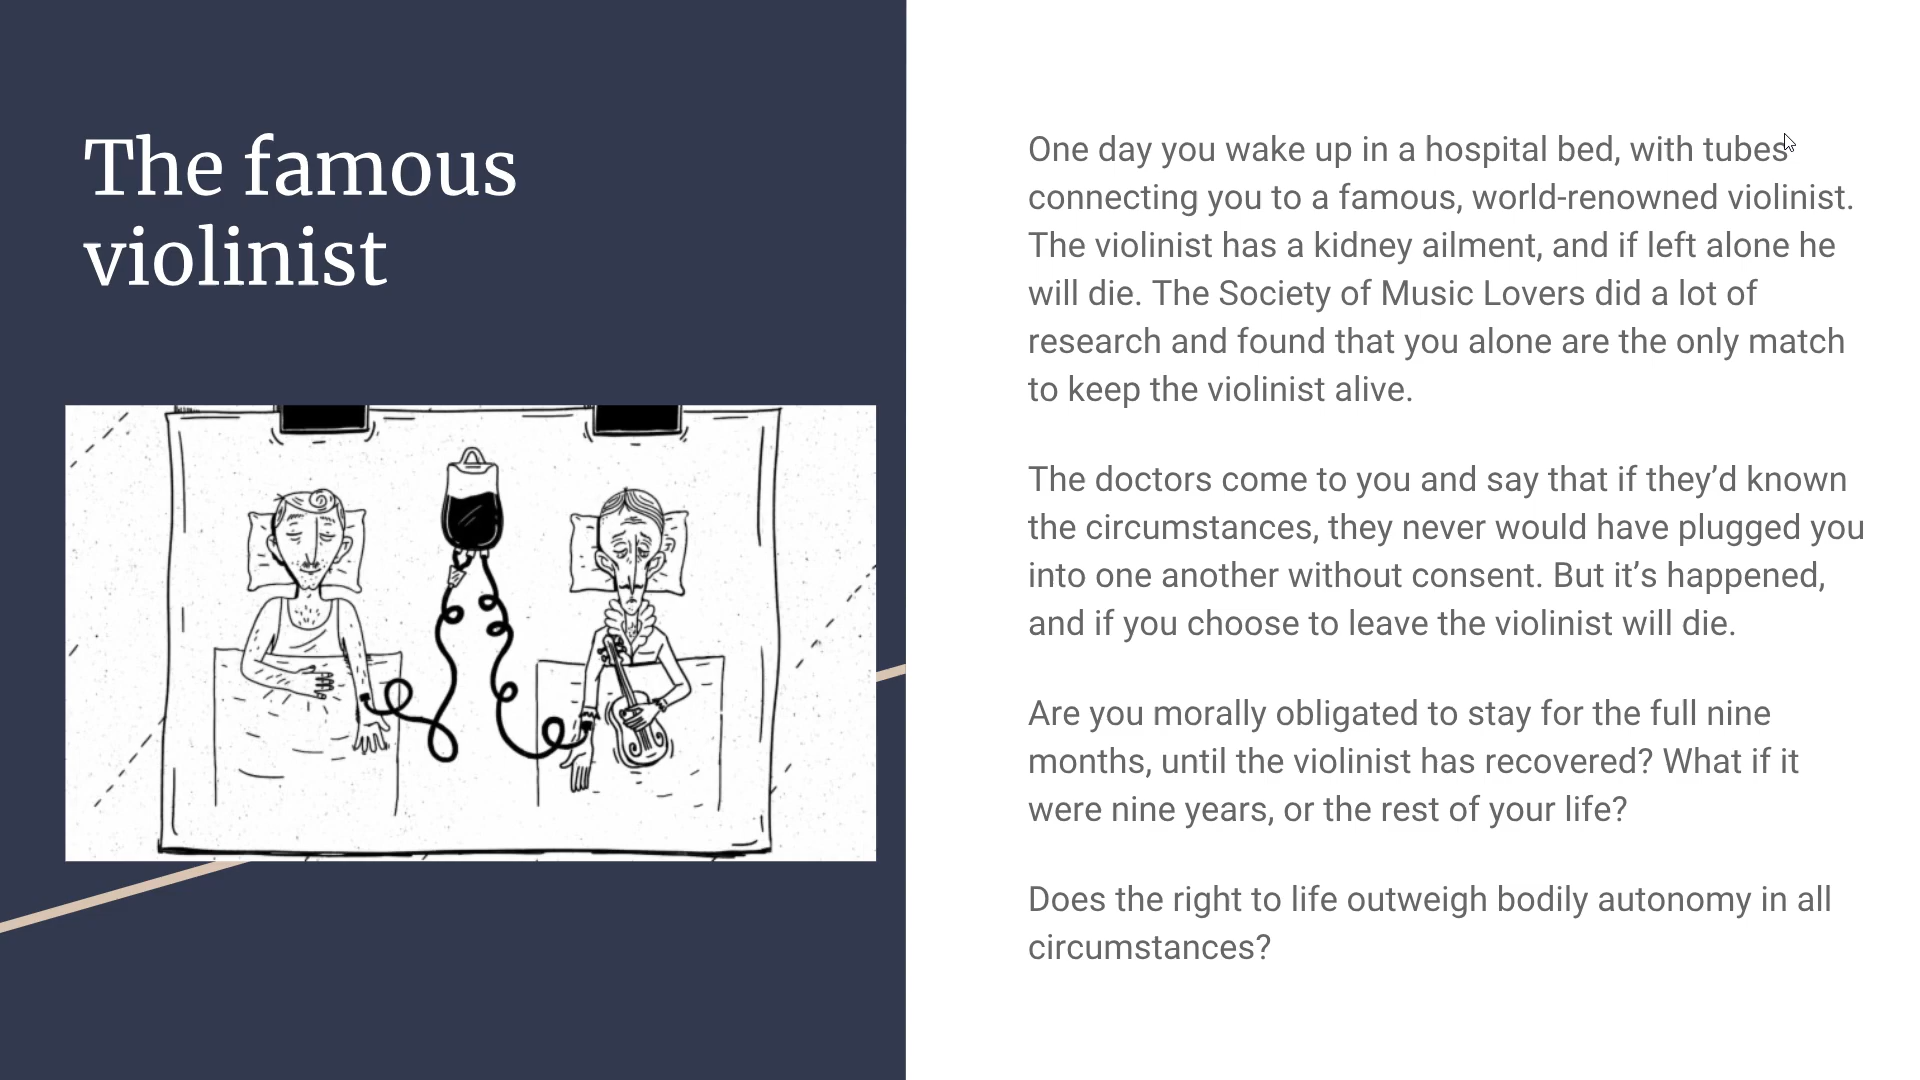 The famous
violinist
One day you wake up in a hospital bed, with tubes
connecting you to a famous, world-renowned violinist.
The violinist has a kidney ailment, and if left alone he
will die. The Society of Music Lovers did a lot of
research and found that you alone are the only match
to keep the violinist alive.
The doctors come to you and say that if they’d known
the circumstances, they never would have plugged you
into one another without consent. But it’s happened,
and if you choose to leave the violinist will die.
Are you morally obligated to stay for the full nine
months, until the violinist has recovered? What if it
were nine years, or the rest of your life?
Does the right to life outweigh bodily autonomy in all
circumstances?